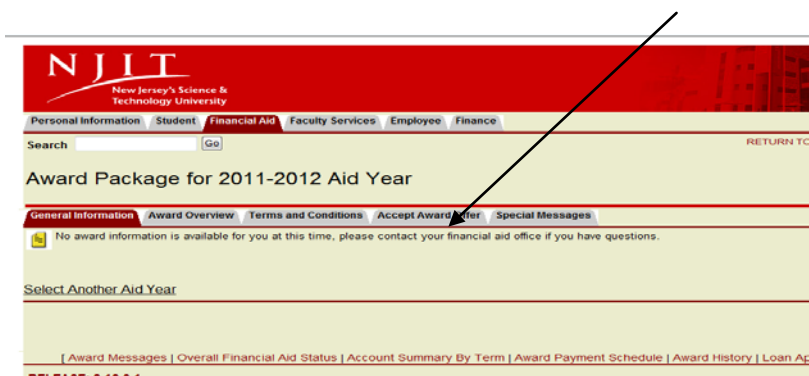 NJIT
New Jersey's Science &
Technology University
Personal Information Student Financial Aid Faculty Services Employee Finance
Search Go RETURN TO
Award Package for 2011-2012 Aid Year
General Information Award Overview Terms and Conditions Accept Award Offer Special Messages
No award information is available for you at this time, please contact your financial aid office if you have questions.
Select Another Aid Year
[ Award Messages | Overall Financial Aid Status | Account Summary By Term | Award Payment Schedule | Award History | Loan Ap